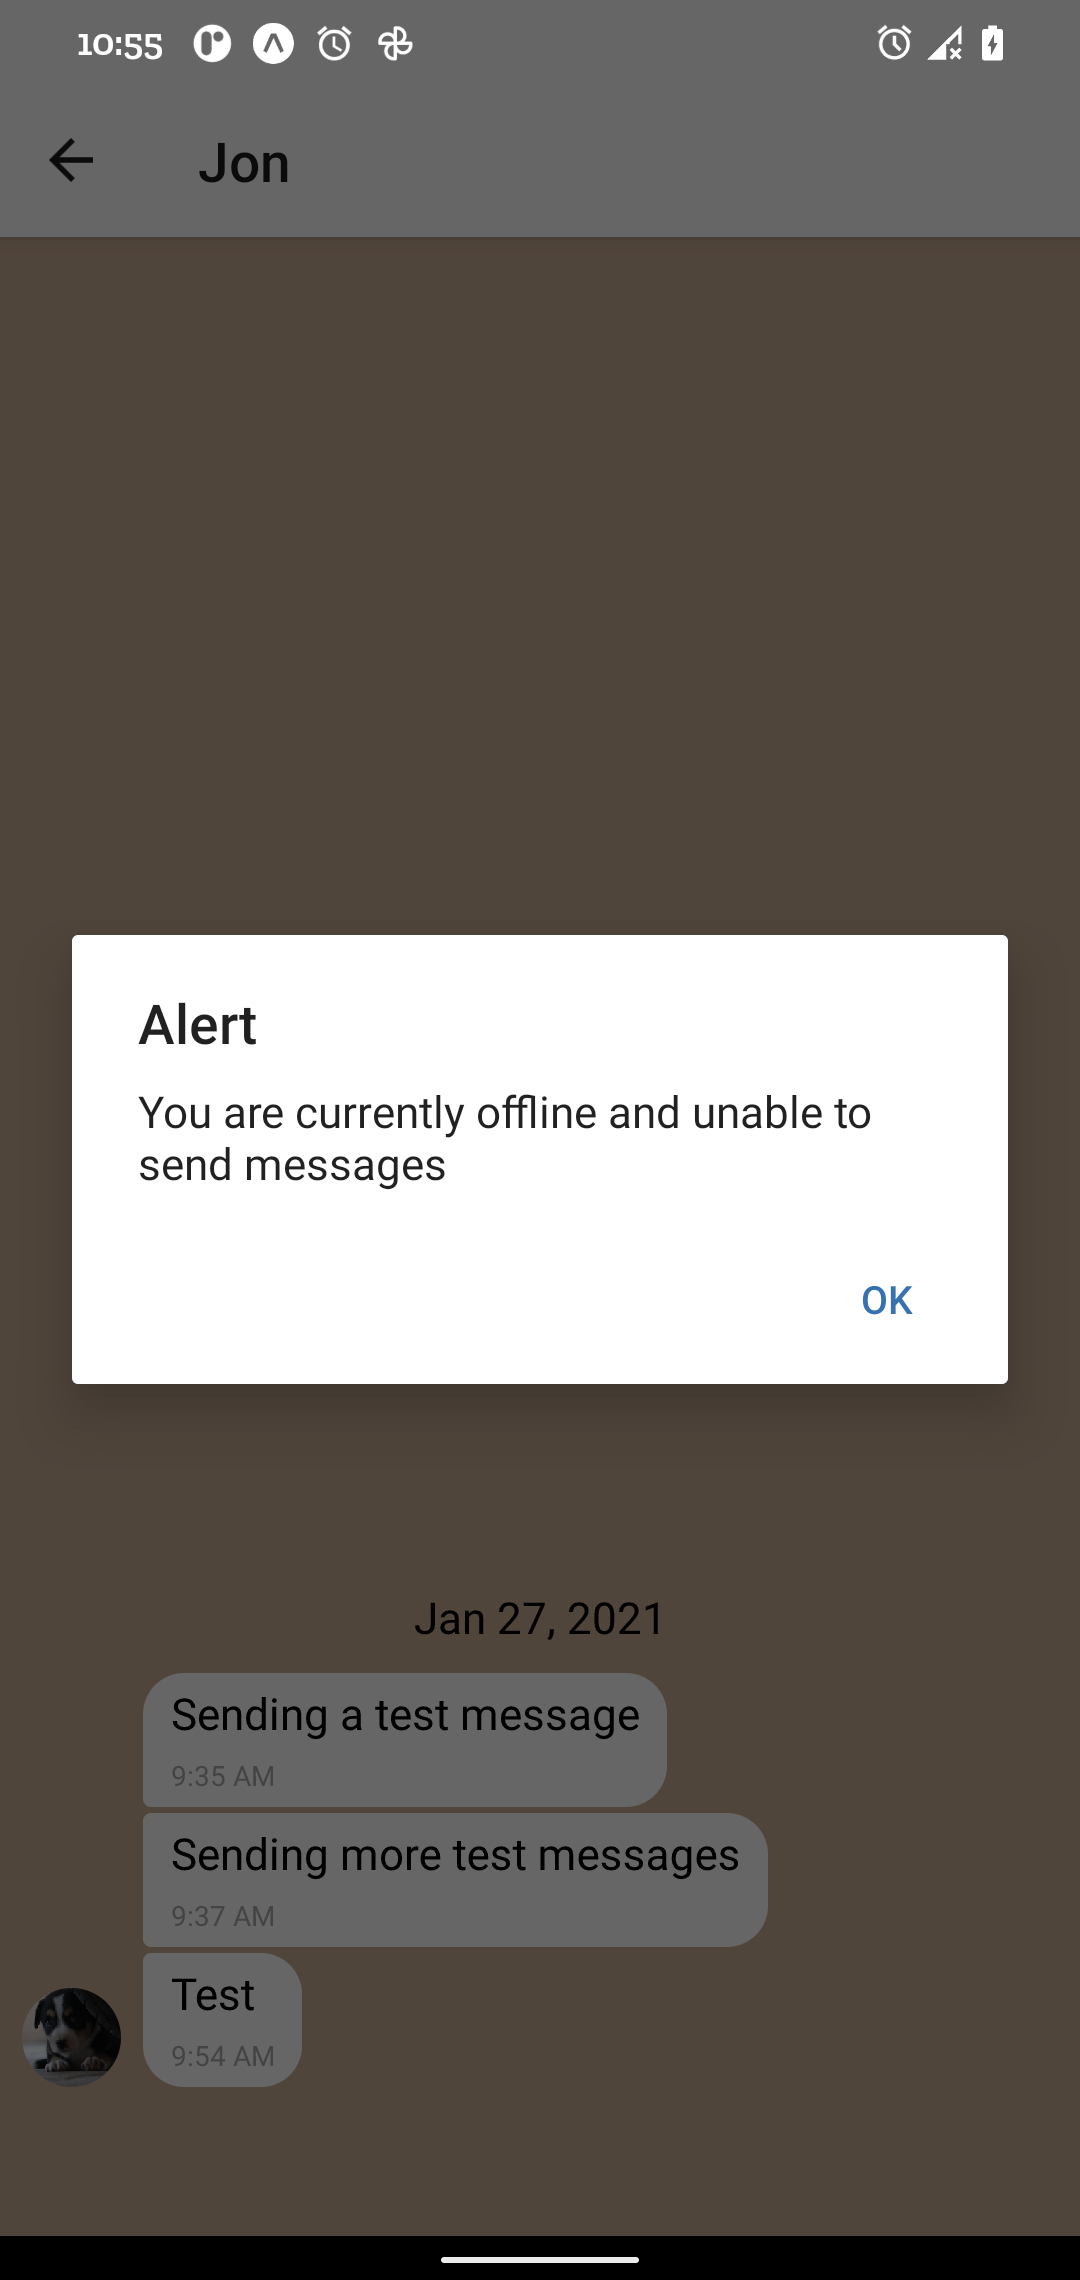 10:55
Jon
Alert
You are currently offline and unable to
send messages
OK
Jan 27, 2021
Sending a test message
9:35 AM
Sending more test messages
9:37 AM
Test
9:54 AM